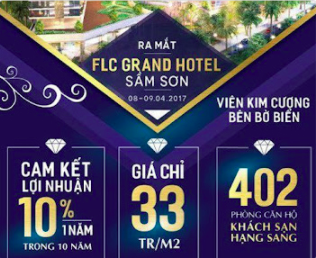 RA MẮT
FLC GRAND HOTEL
SẦM SƠN
08-09.04.2017
VIÊN KIM CƯƠNG
BÊN BỜ BIỂN
CAM KẾT
LỢI NHUẬN
10%
1 NĂM
TRONG 10 NĂM
GIÁ CHỈ
33
TR/M2
402
PHÒNG CĂN HỘ
KHÁCH SẠN
HẠNG SANG